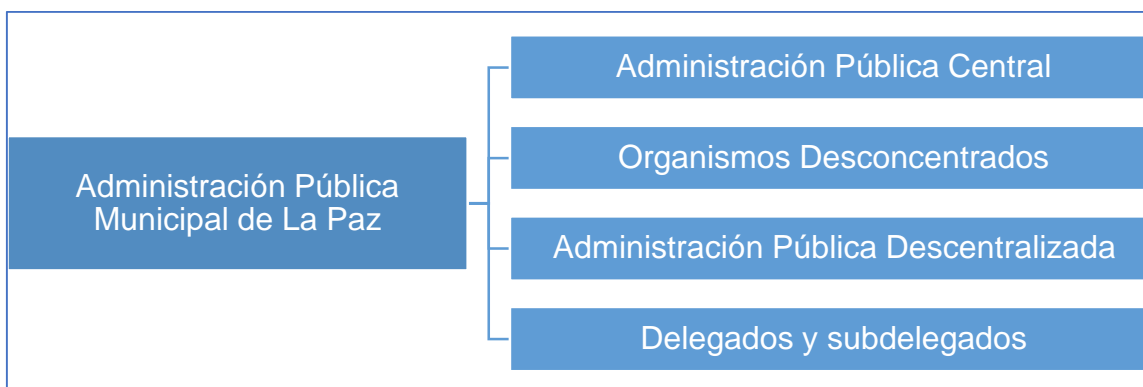 Administración Pública
Municipal de La Paz
Administración Pública Central
Organismos Desconcentrados
Administración Pública Descentralizada
Delegados y subdelegados